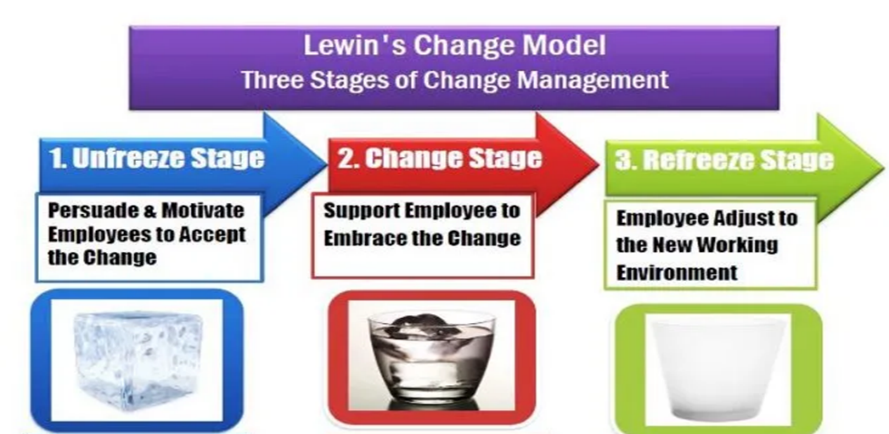 Lewin's Change Model
Three Stages of Change Management
1. Unfreeze Stage
Persuade & Motivate
Employees to Accept
the Change
2. Change Stage
Support Employee to
Embrace the Change
3. Refreeze Stage
Employee Adjust to
the New Working
Environment